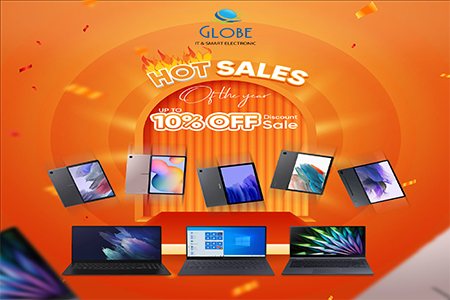 GLOBE
IT & SMART ELECTRONIC
HOT SALES
Of the year
UP TO
10% OFF Discount Sale